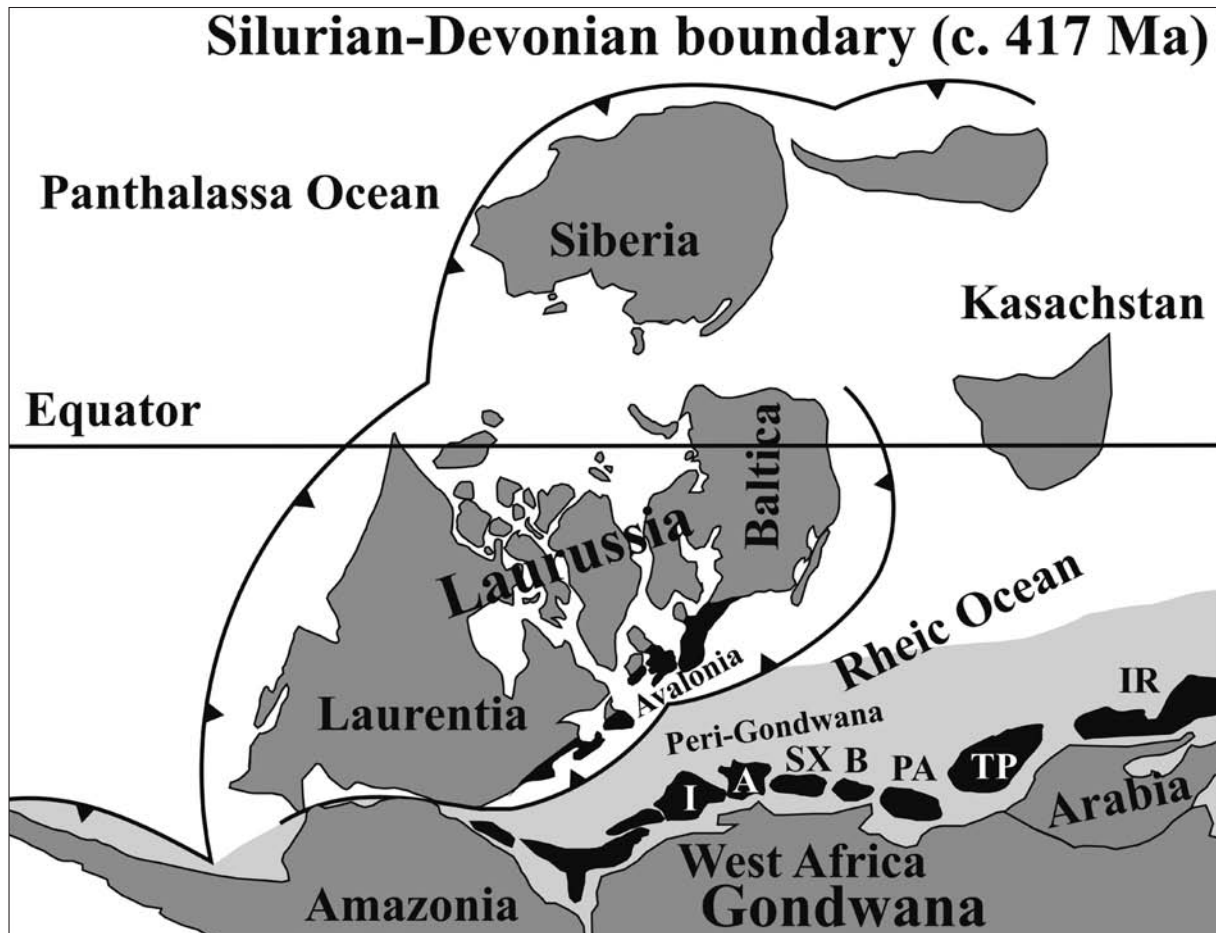 Silurian-Devonian boundary (c. 417 Ma)
Panthalassa Ocean
Siberia
Kasachstan
Equator
Baltica
Laurussia
Rheic Ocean
Avalonia
Laurentia
IR
Peri-Gondwana
SX B
PA
TP
A
I
Arabia
West Africa
Amazonia
Gondwana